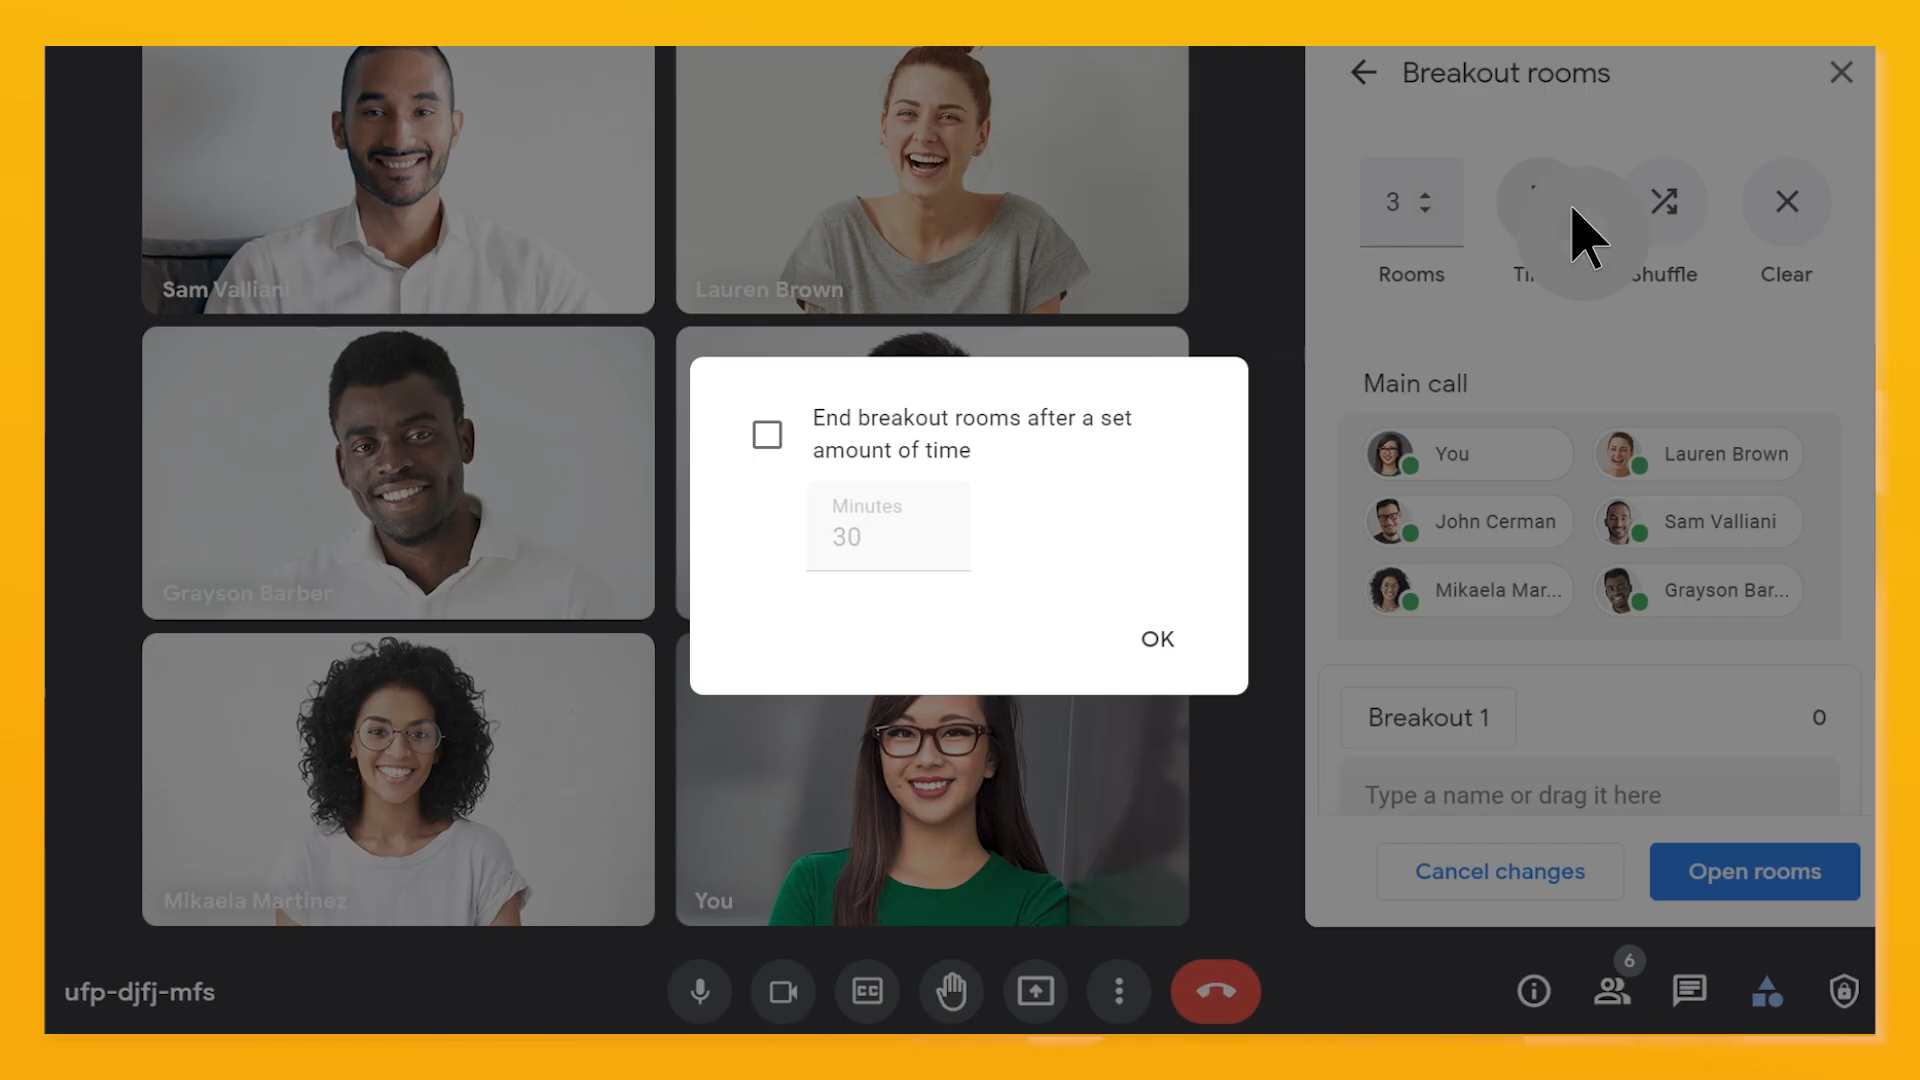 Breakout rooms
3
Rooms
Shuffle
Clear
Sam Valliani
Lauren Brown
Main call
End breakout rooms after a set
amount of time
You
Lauren Brown
Minutes
30
John Cerman
Sam Valliani
Grayson Barber
Mikaela Mar...
Grayson Bar...
OK
Breakout 1
0
Type a name or drag it here
Cancel changes
Open rooms
Mikaela Martinez
You
6
ufp-djfj-mfs
CC